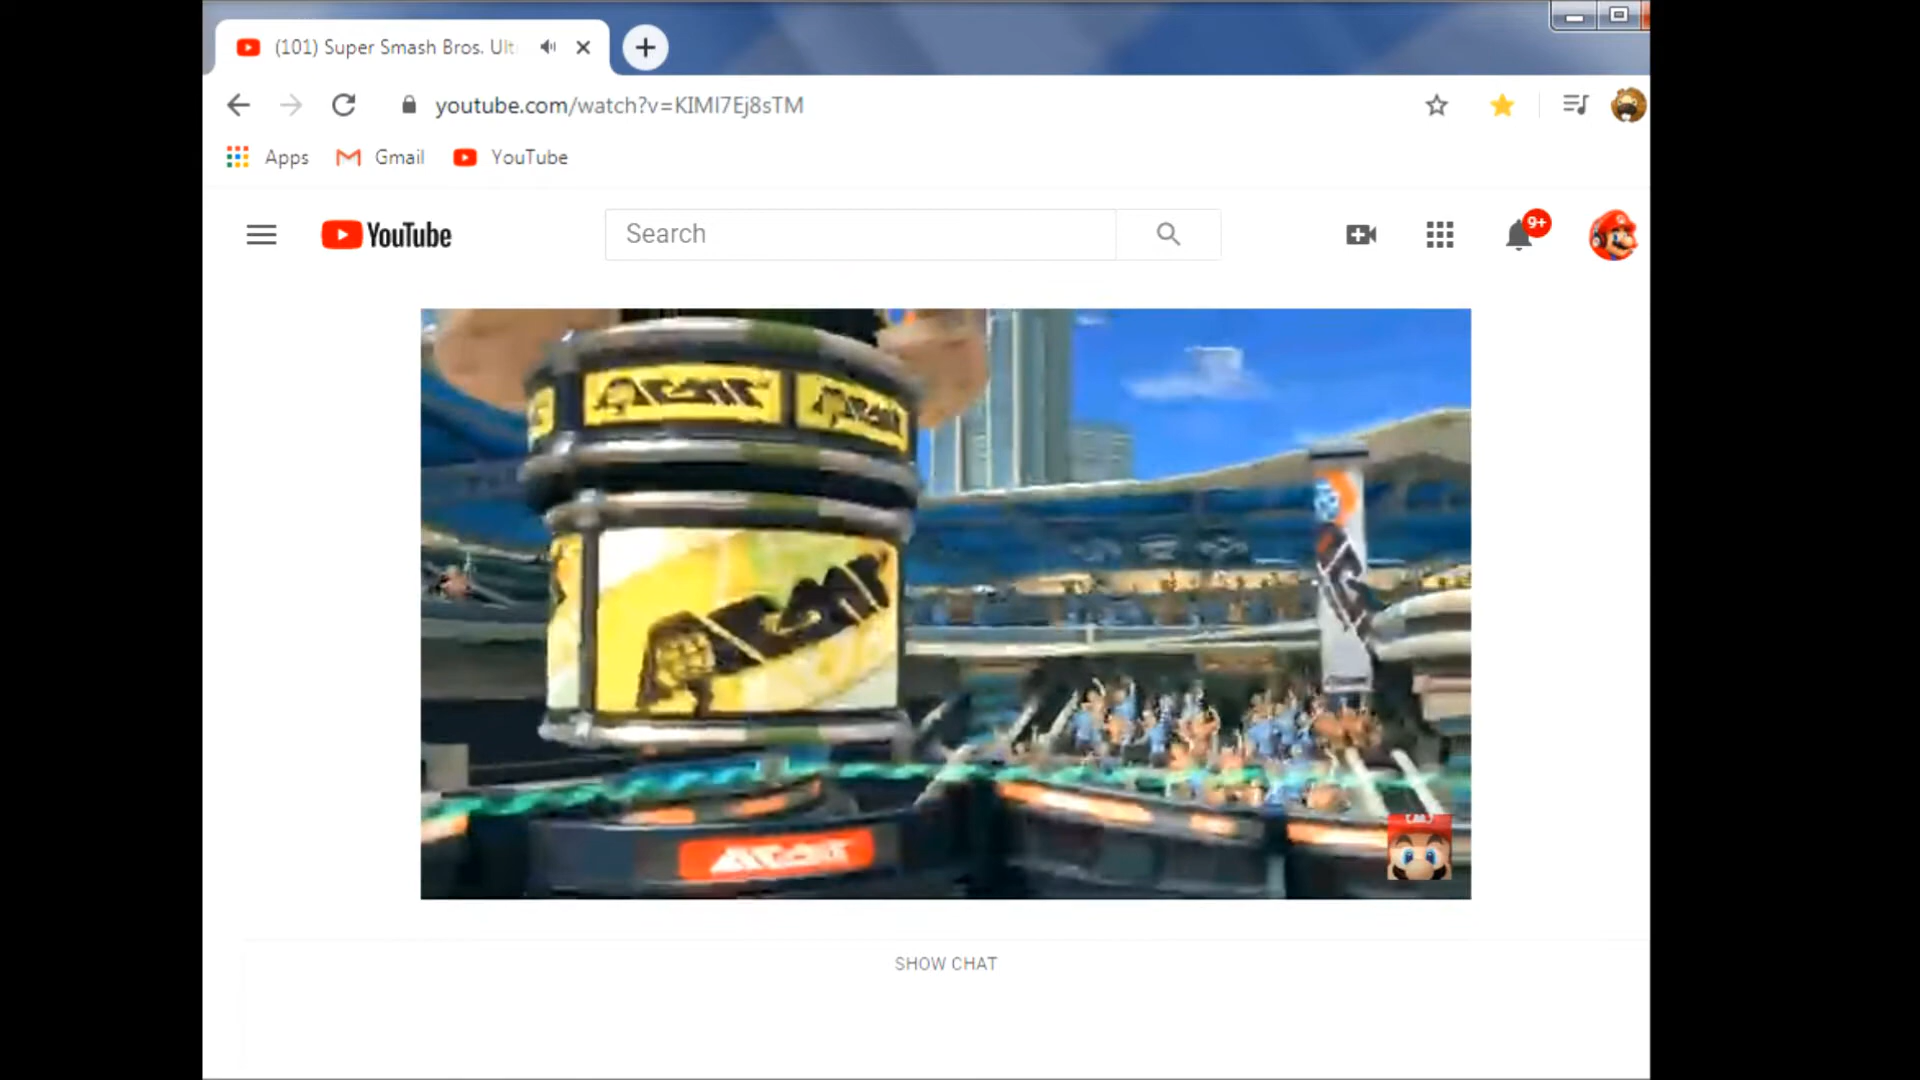 (101) Super Smash Bros. Ult
youtube.com/watch?v=KIMI7Ej8sTM
Apps
Gmail
YouTube
YouTube
Search
9+
SHOW CHAT